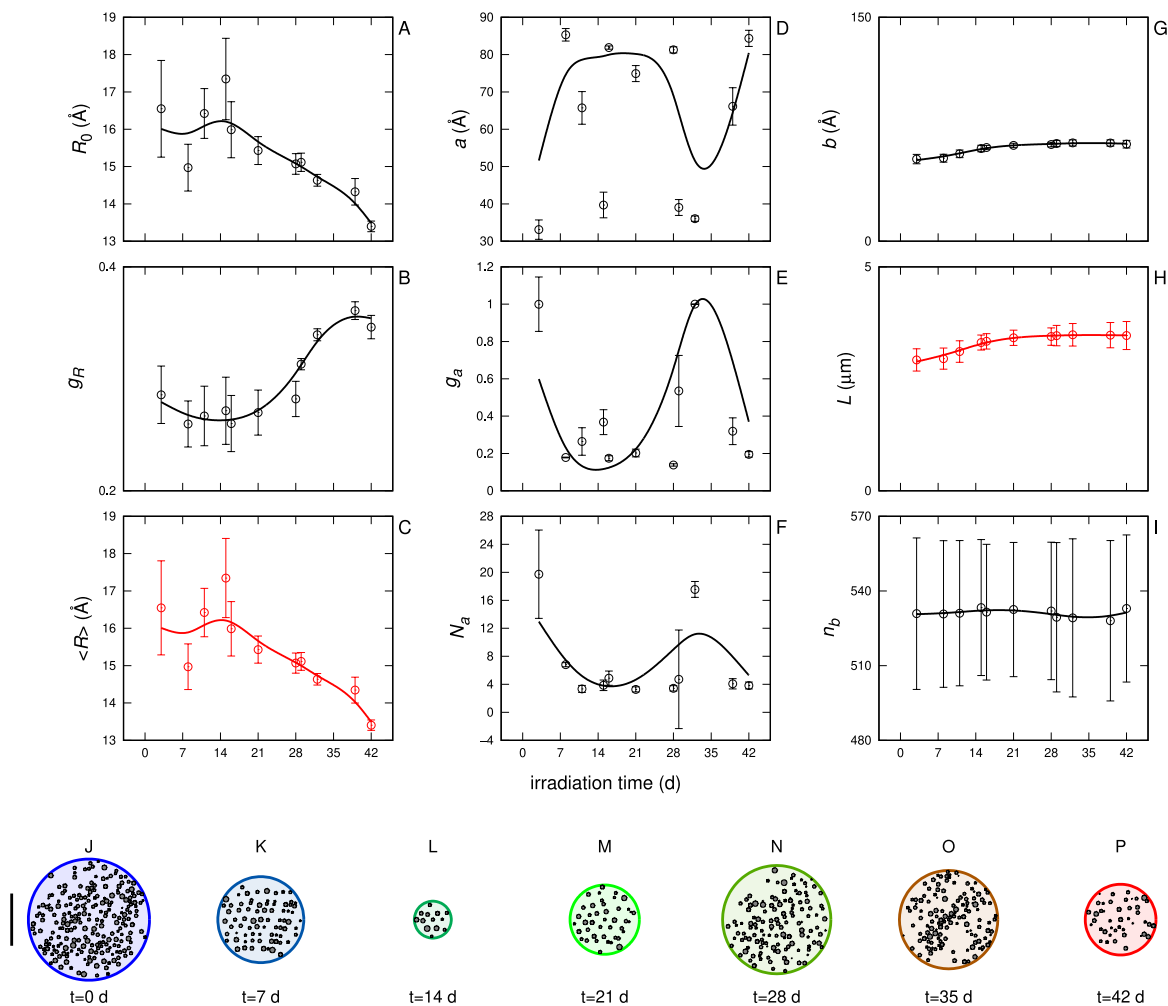 A
R0 (Å)
19
18
17
16
15
14
13
D
a (Å)
90
80
70
60
50
40
30
G
b (Å)
150
0
B
gR
0.4
0.2
E
ga
1.2
1
0.8
0.6
0.4
0.2
0
H
L (μm)
5
0
C
<R> (Å)
19
18
17
16
15
14
13
0 7 14 21 28 35 42
F
Na
28
24
20
16
12
8
4
0
−4
0 7 14 21 28 35 42
I
nb
570
540
510
480
0 7 14 21 28 35 42
irradiation time (d)
J K L M N O P
t=0 d t=7 d t=14 d t=21 d t=28 d t=35 d t=42 d